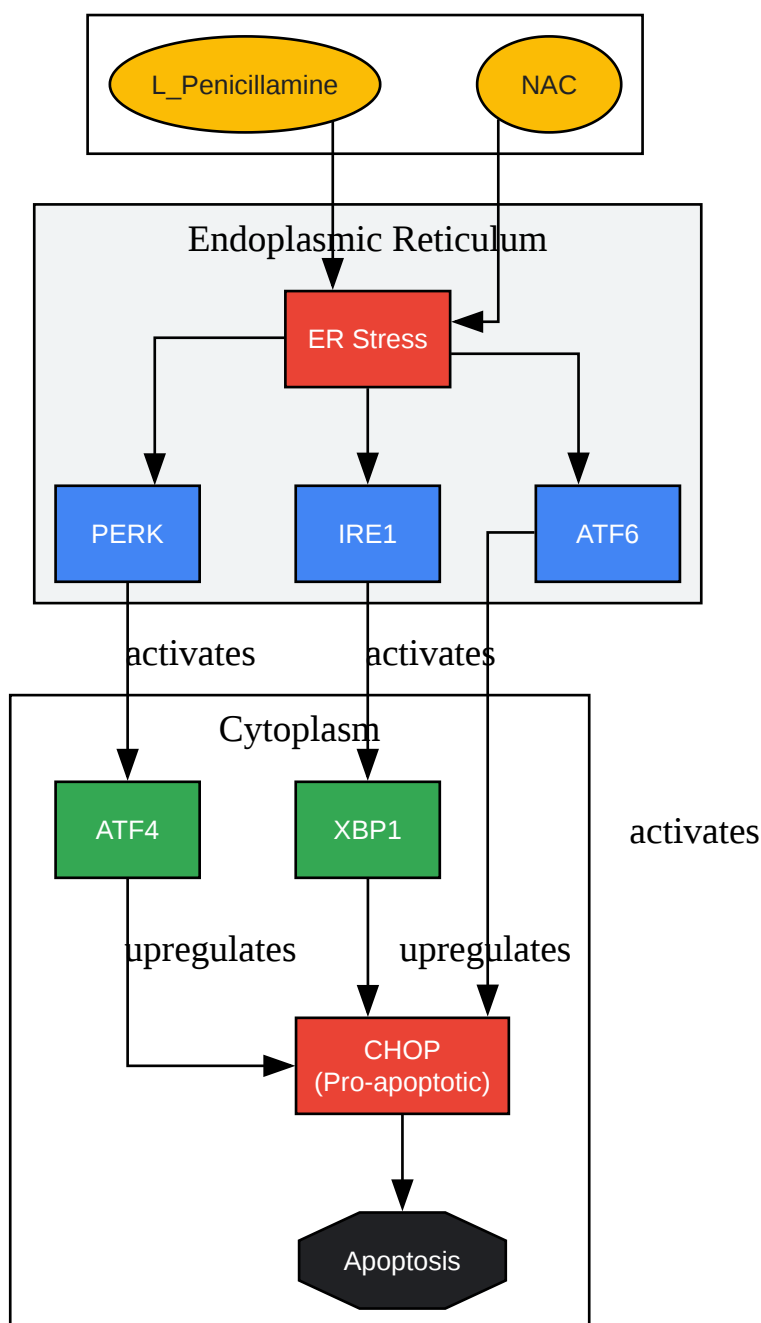 L_Penicillamine
NAC
Endoplasmic Reticulum
ER Stress
PERK
IRE1
ATF6
activates
activates
Cytoplasm
ATF4
XBP1
activates
upregulates
upregulates
CHOP
(Pro-apoptotic)
Apoptosis